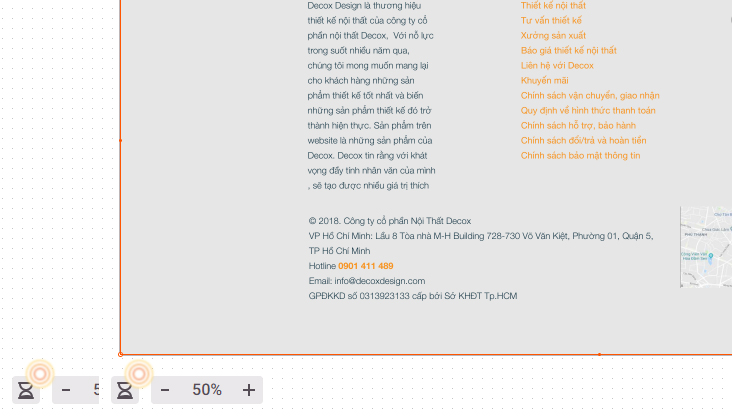 Decox Design là thương hiệu
thiết kế nội thất của công ty cổ
phần nội thất Decox,  Với nỗ lực
trong suốt nhiều năm qua,
chúng tôi mong muốn mang lại
cho khách hàng những sản
phẩm thiết kế tốt nhất và biến
những sản phẩm thiết kế đó trở
thành hiện thực. Sản phẩm trên
website là những sản phẩm của
Decox. Decox tin rằng với khát
vọng đầy tính nhân văn của mình
, sẽ tạo được nhiều giá trị thích
Thiết kế nội thất
Tư vấn thiết kế
Xưởng sản xuất
Báo giá thiết kế nội thất
Liên hệ với Decox
Khuyến mãi
Chính sách vận chuyển, giao nhận
Quy định về hình thức thanh toán
Chính sách hỗ trợ, bảo hành
Chính sách đổi/trả và hoàn tiền
Chính sách bảo mật thông tin
© 2018. Công ty cổ phần Nội Thất Decox
VP Hồ Chí Minh: Lầu 8 Tòa nhà M-H Building 728-730 Võ Văn Kiệt, Phường 01, Quận 5,
TP Hồ Chí Minh
Hotline 0901 411 489
Email: info@decoxdesign.com
GPĐKKD số 0313923133 cấp bởi Sở KHĐT Tp.HCM
− 5
− 50% +